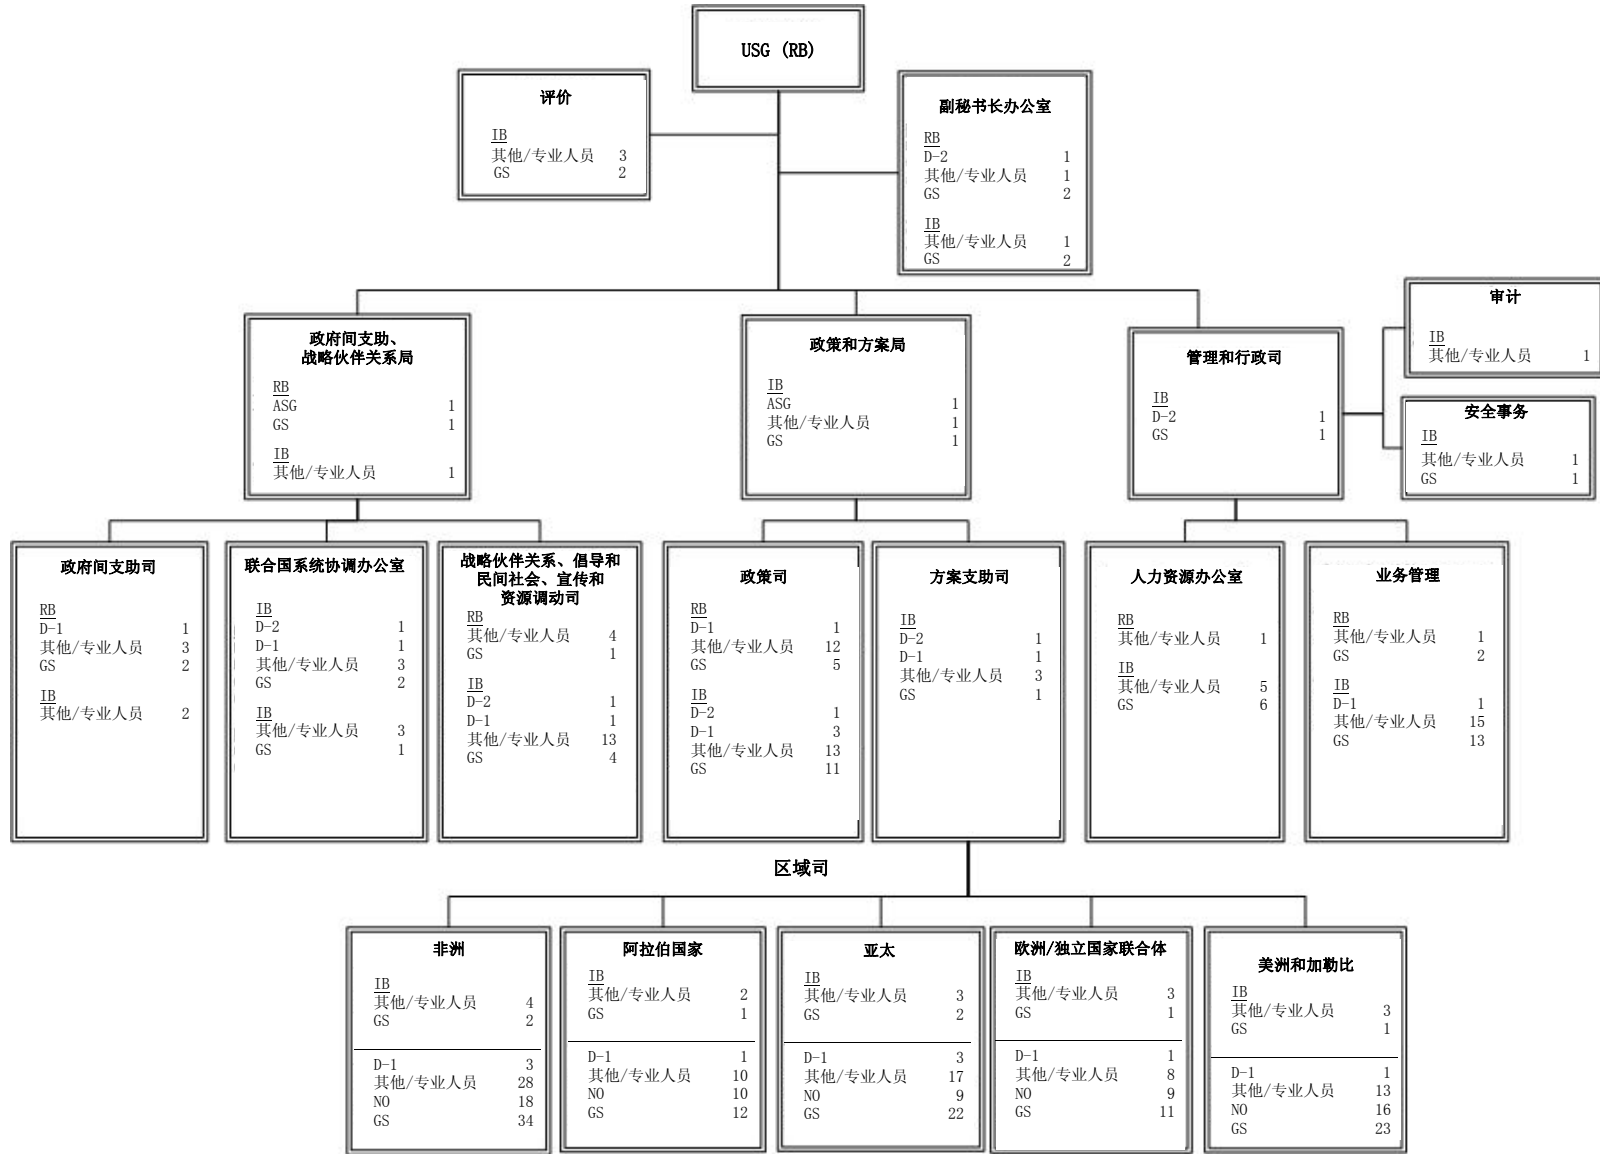 USG (RB)
评价
IB
其他/专业人员 3
GS 2
副秘书长办公室
RB
D-2 1
其他/专业人员 1
GS 2
IB
其他/专业人员 1
GS 2
政府间支助、
战略伙伴关系局
RB
ASG 1
GS 1
IB
其他/专业人员 1
政策和方案局
IB
ASG 1
其他/专业人员 1
GS 1
管理和行政司
IB
D-2 1
GS 1
审计
IB
其他/专业人员 1
安全事务
IB
其他/专业人员 1
GS 1
政府间支助司
RB
D-1 1
其他/专业人员 3
GS 2
IB
其他/专业人员 2
联合国系统协调办公室
IB
D-2 1
D-1 1
其他/专业人员 3
GS 2
IB
其他/专业人员 3
GS 1
战略伙伴关系、倡导和
民间社会、宣传和
资源调动司
RB
其他/专业人员 4
GS 1
IB
D-2 1
D-1 1
其他/专业人员 13
GS 4
政策司
RB
D-1 1
其他/专业人员 12
GS 5
IB
D-2 1
D-1 3
其他/专业人员 13
GS 11
方案支助司
IB
D-2 1
D-1 1
其他/专业人员 3
GS 1
人力资源办公室
RB
其他/专业人员 1
IB
其他/专业人员 5
GS 6
业务管理
RB
其他/专业人员 1
GS 2
IB
D-1 1
其他/专业人员 15
GS 13
区域司
非洲
IB
其他/专业人员 4
GS 2
D-1 3
其他/专业人员 28
NO 18
GS 34
阿拉伯国家
IB
其他/专业人员 2
GS 1
D-1 1
其他/专业人员 10
NO 10
GS 12
亚太
IB
其他/专业人员 3
GS 2
D-1 3
其他/专业人员 17
NO 9
GS 22
欧洲/独立国家联合体
IB
其他/专业人员 3
GS 1
D-1 1
其他/专业人员 8
NO 9
GS 11
美洲和加勒比
IB
其他/专业人员 3
GS 1
D-1 1
其他/专业人员 13
NO 16
GS 23